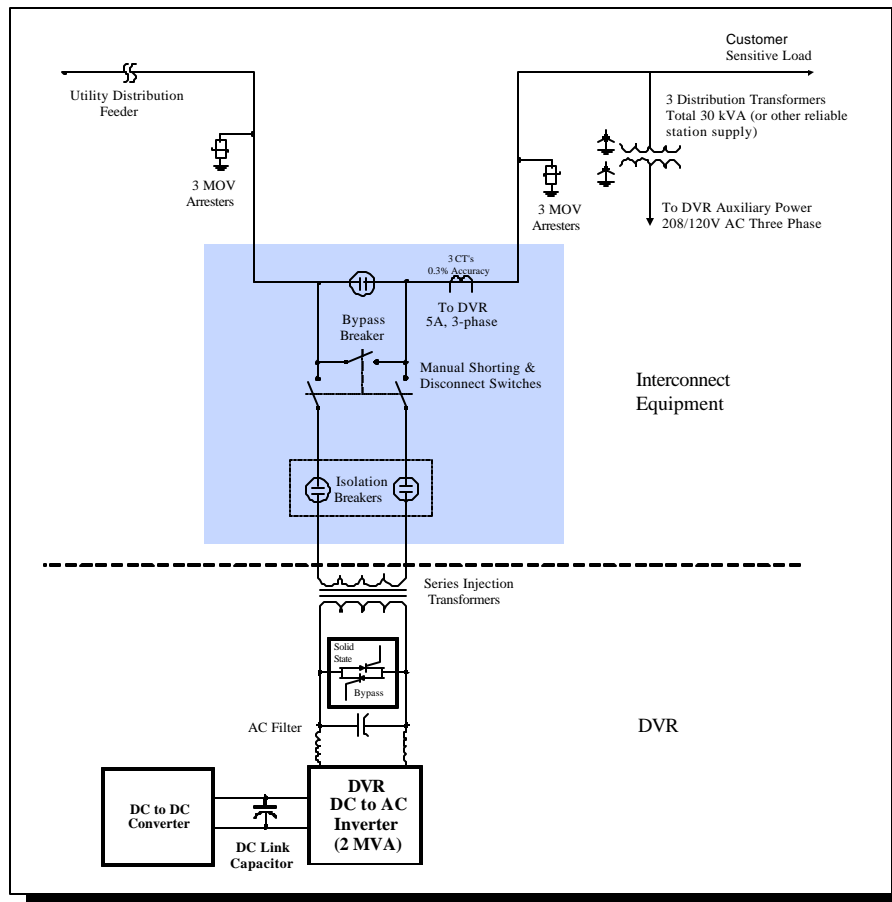 Customer
Sensitive Load
Utility Distribution
Feeder
3 Distribution Transformers
Total 30 kVA (or other reliable
station supply)
3 MOV
Arresters
3 MOV
Arresters
To DVR Auxiliary Power
208/120V AC Three Phase
3 CT's
0.3% Accuracy
To DVR
5A, 3-phase
Bypass
Breaker
Manual Shorting &
Disconnect Switches
Interconnect
Equipment
Isolation
Breakers
Series Injection
Transformers
Solid
State
Bypass
AC Filter
DVR
DC to DC
Converter
DC Link
Capacitor
DVR
DC to AC
Inverter
(2 MVA)